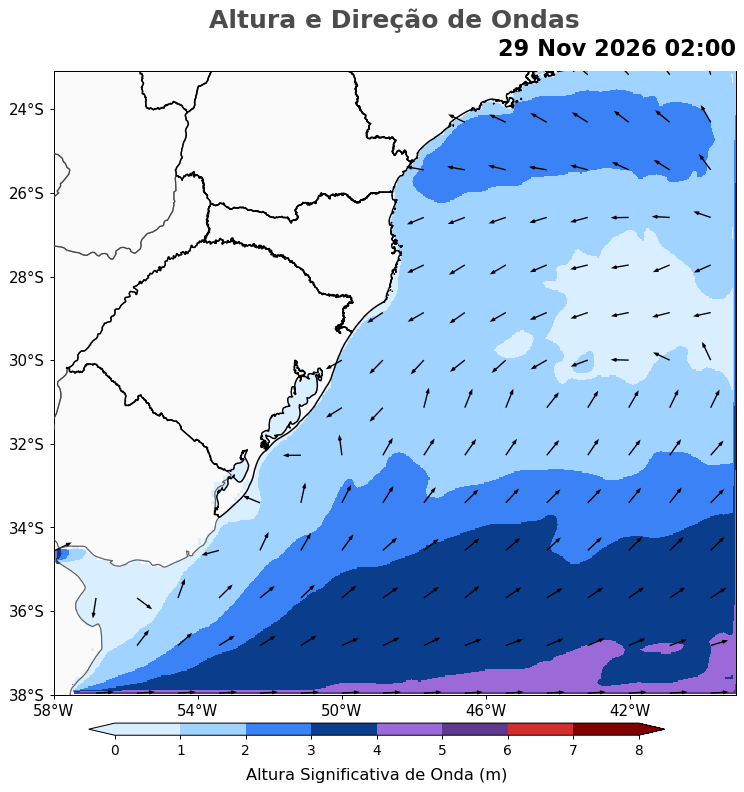 Altura e Direção de Ondas
29 Nov 2026 02:00
24°S
26°S
28°S
30°S
32°S
34°S
36°S
38°S
58°W 54°W 50°W 46°W 42°W
0 1 2 3 4 5 6 7 8
Altura Significativa de Onda (m)